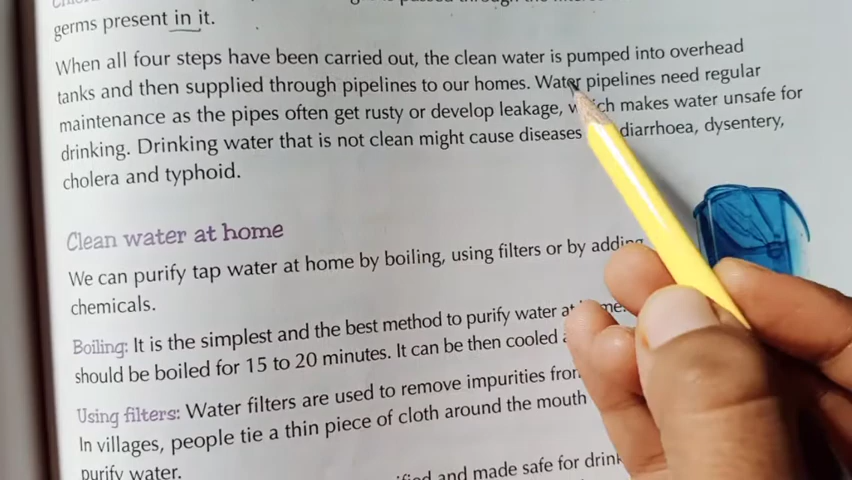 germs present in it.
When all four steps have been carried out, the clean water is pumped into overhead
tanks and then supplied through pipelines to our homes. Water pipelines need regular
maintenance as the pipes often get rusty or develop leakage, which makes water unsafe for
drinking. Drinking water that is not clean might cause diseases diarrhoea, dysentery,
cholera and typhoid.
Clean water at home
We can purify tap water at home by boiling, using filters or by adding
chemicals.
Boiling: It is the simplest and the best method to purify water at
should be boiled for 15 to 20 minutes. It can be then cooled
Using filters: Water filters are used to remove impurities from
In villages, people tie a thin piece of cloth around the mouth
purify water.
and made safe for